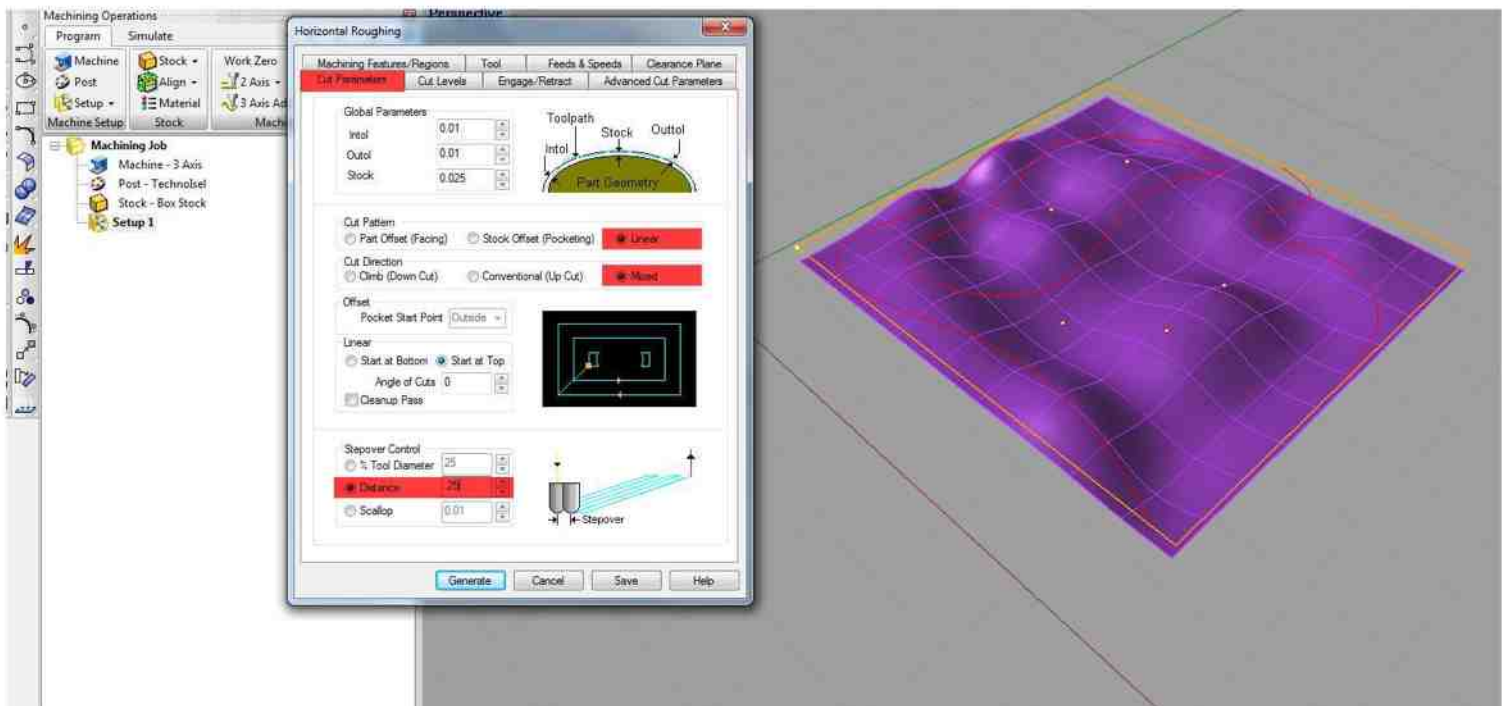 Machining Operations
Perspective
Program Simulate
Machine Stock Work Zero
Post Align 2 Axis
Setup Material 3 Axis Ad
Machine Setup Stock Machi
Machining Job
Machine - 3 Axis
Post - TechnoIsel
Stock - Box Stock
Setup 1
Horizontal Roughing
Machining Features/Regions Tool Feeds & Speeds Clearance Plane
Cut Parameters Cut Levels Engage/Retract Advanced Cut Parameters
Global Parameters
Intol 0.01
Outol 0.01
Stock 0.025
Toolpath
Stock Outtol
Intol
Part Geometry
Cut Pattern
Part Offset (Facing) Stock Offset (Pocketing) Linear
Cut Direction
Climb (Down Cut) Conventional (Up Cut) Mixed
Offset
Pocket Start Point Outside
Linear
Start at Bottom Start at Top
Angle of Cuts 0
Cleanup Pass
Stepover Control
% Tool Diameter 25
Distance .25
Scallop 0.01
Stepover
Generate Cancel Save Help